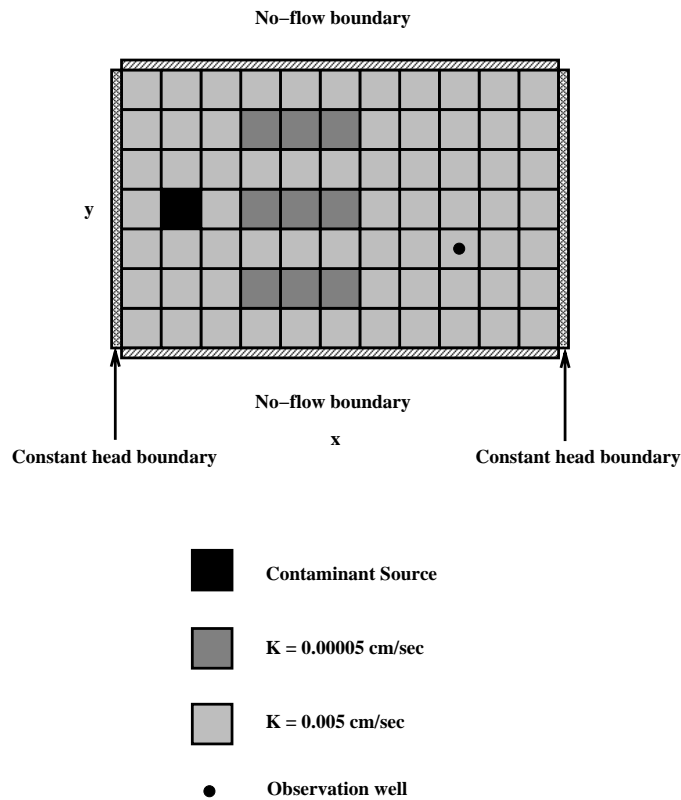 No−flow boundary
y
No−flow boundary
x
Constant head boundary
Constant head boundary
Contaminant Source
K = 0.00005 cm/sec
K = 0.005 cm/sec
Observation well